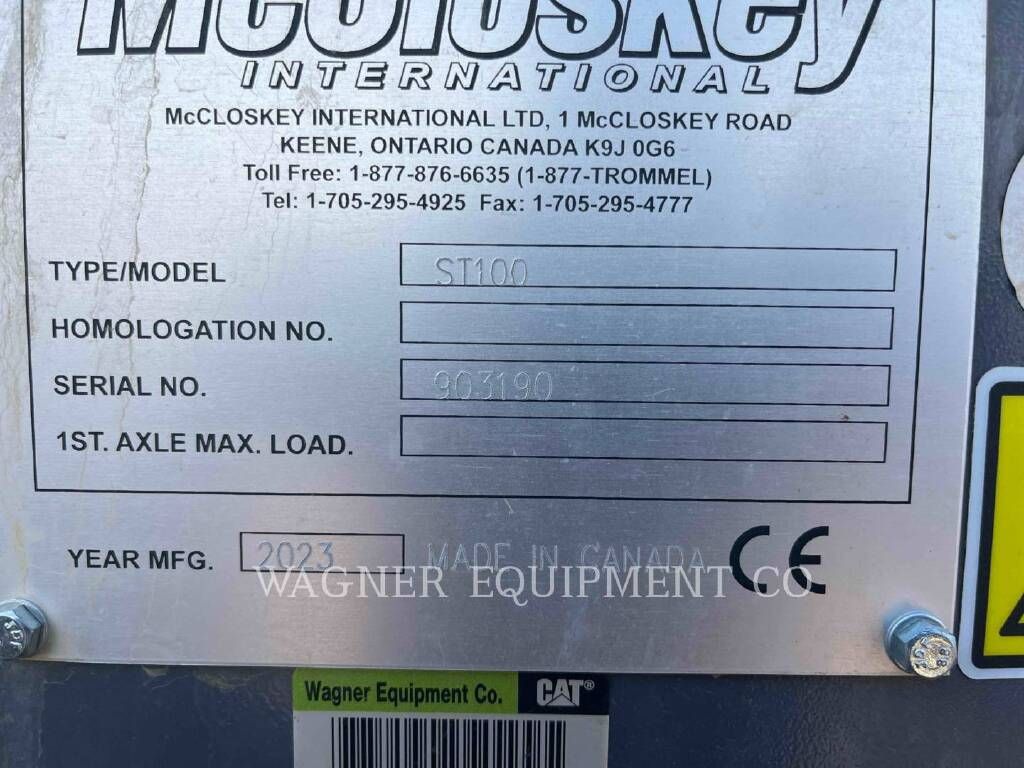 McCloskey
INTERNATIONAL
McCLOSKEY INTERNATIONAL LTD, 1 McCLOSKEY ROAD
KEENE, ONTARIO CANADA K9J 0G6
Toll Free: 1-877-876-6635 (1-877-TROMMEL)
Tel: 1-705-295-4925 Fax: 1-705-295-4777
TYPE/MODEL ST100
HOMOLOGATION NO.
SERIAL NO. 903190
1ST. AXLE MAX. LOAD.
YEAR MFG. 2023 MADE IN CANADA CE
WAGNER EQUIPMENT CO
Wagner Equipment Co. CAT®